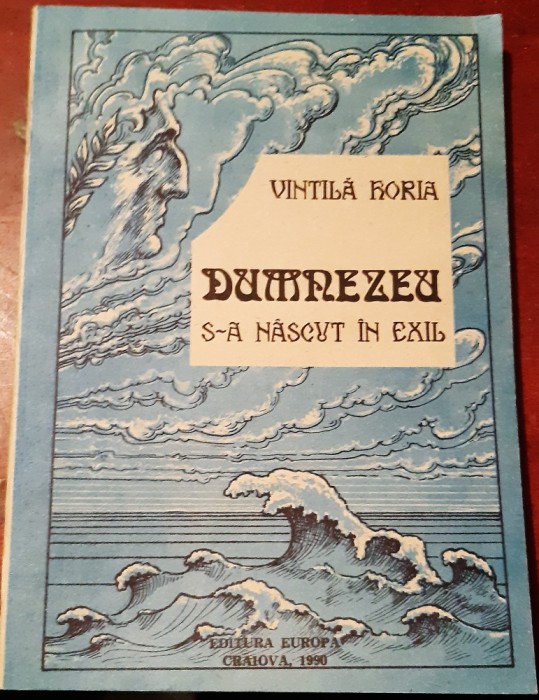 VINTILĂ HORIA
DUMNEZEU
S-A NĂSCUT ÎN EXIL
EDITURA EUROPA
CRAIOVA, 1990